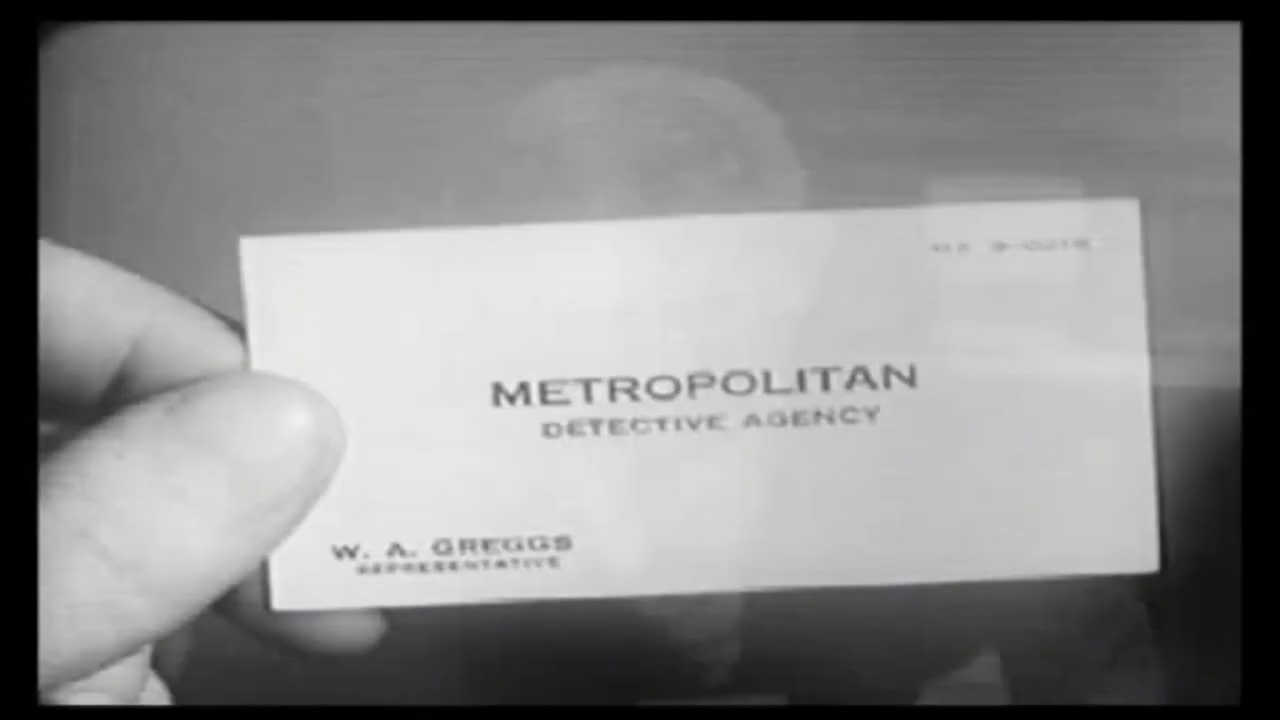 METROPOLITAN
DETECTIVE AGENCY
W. A. GREGGS
REPRESENTATIVE